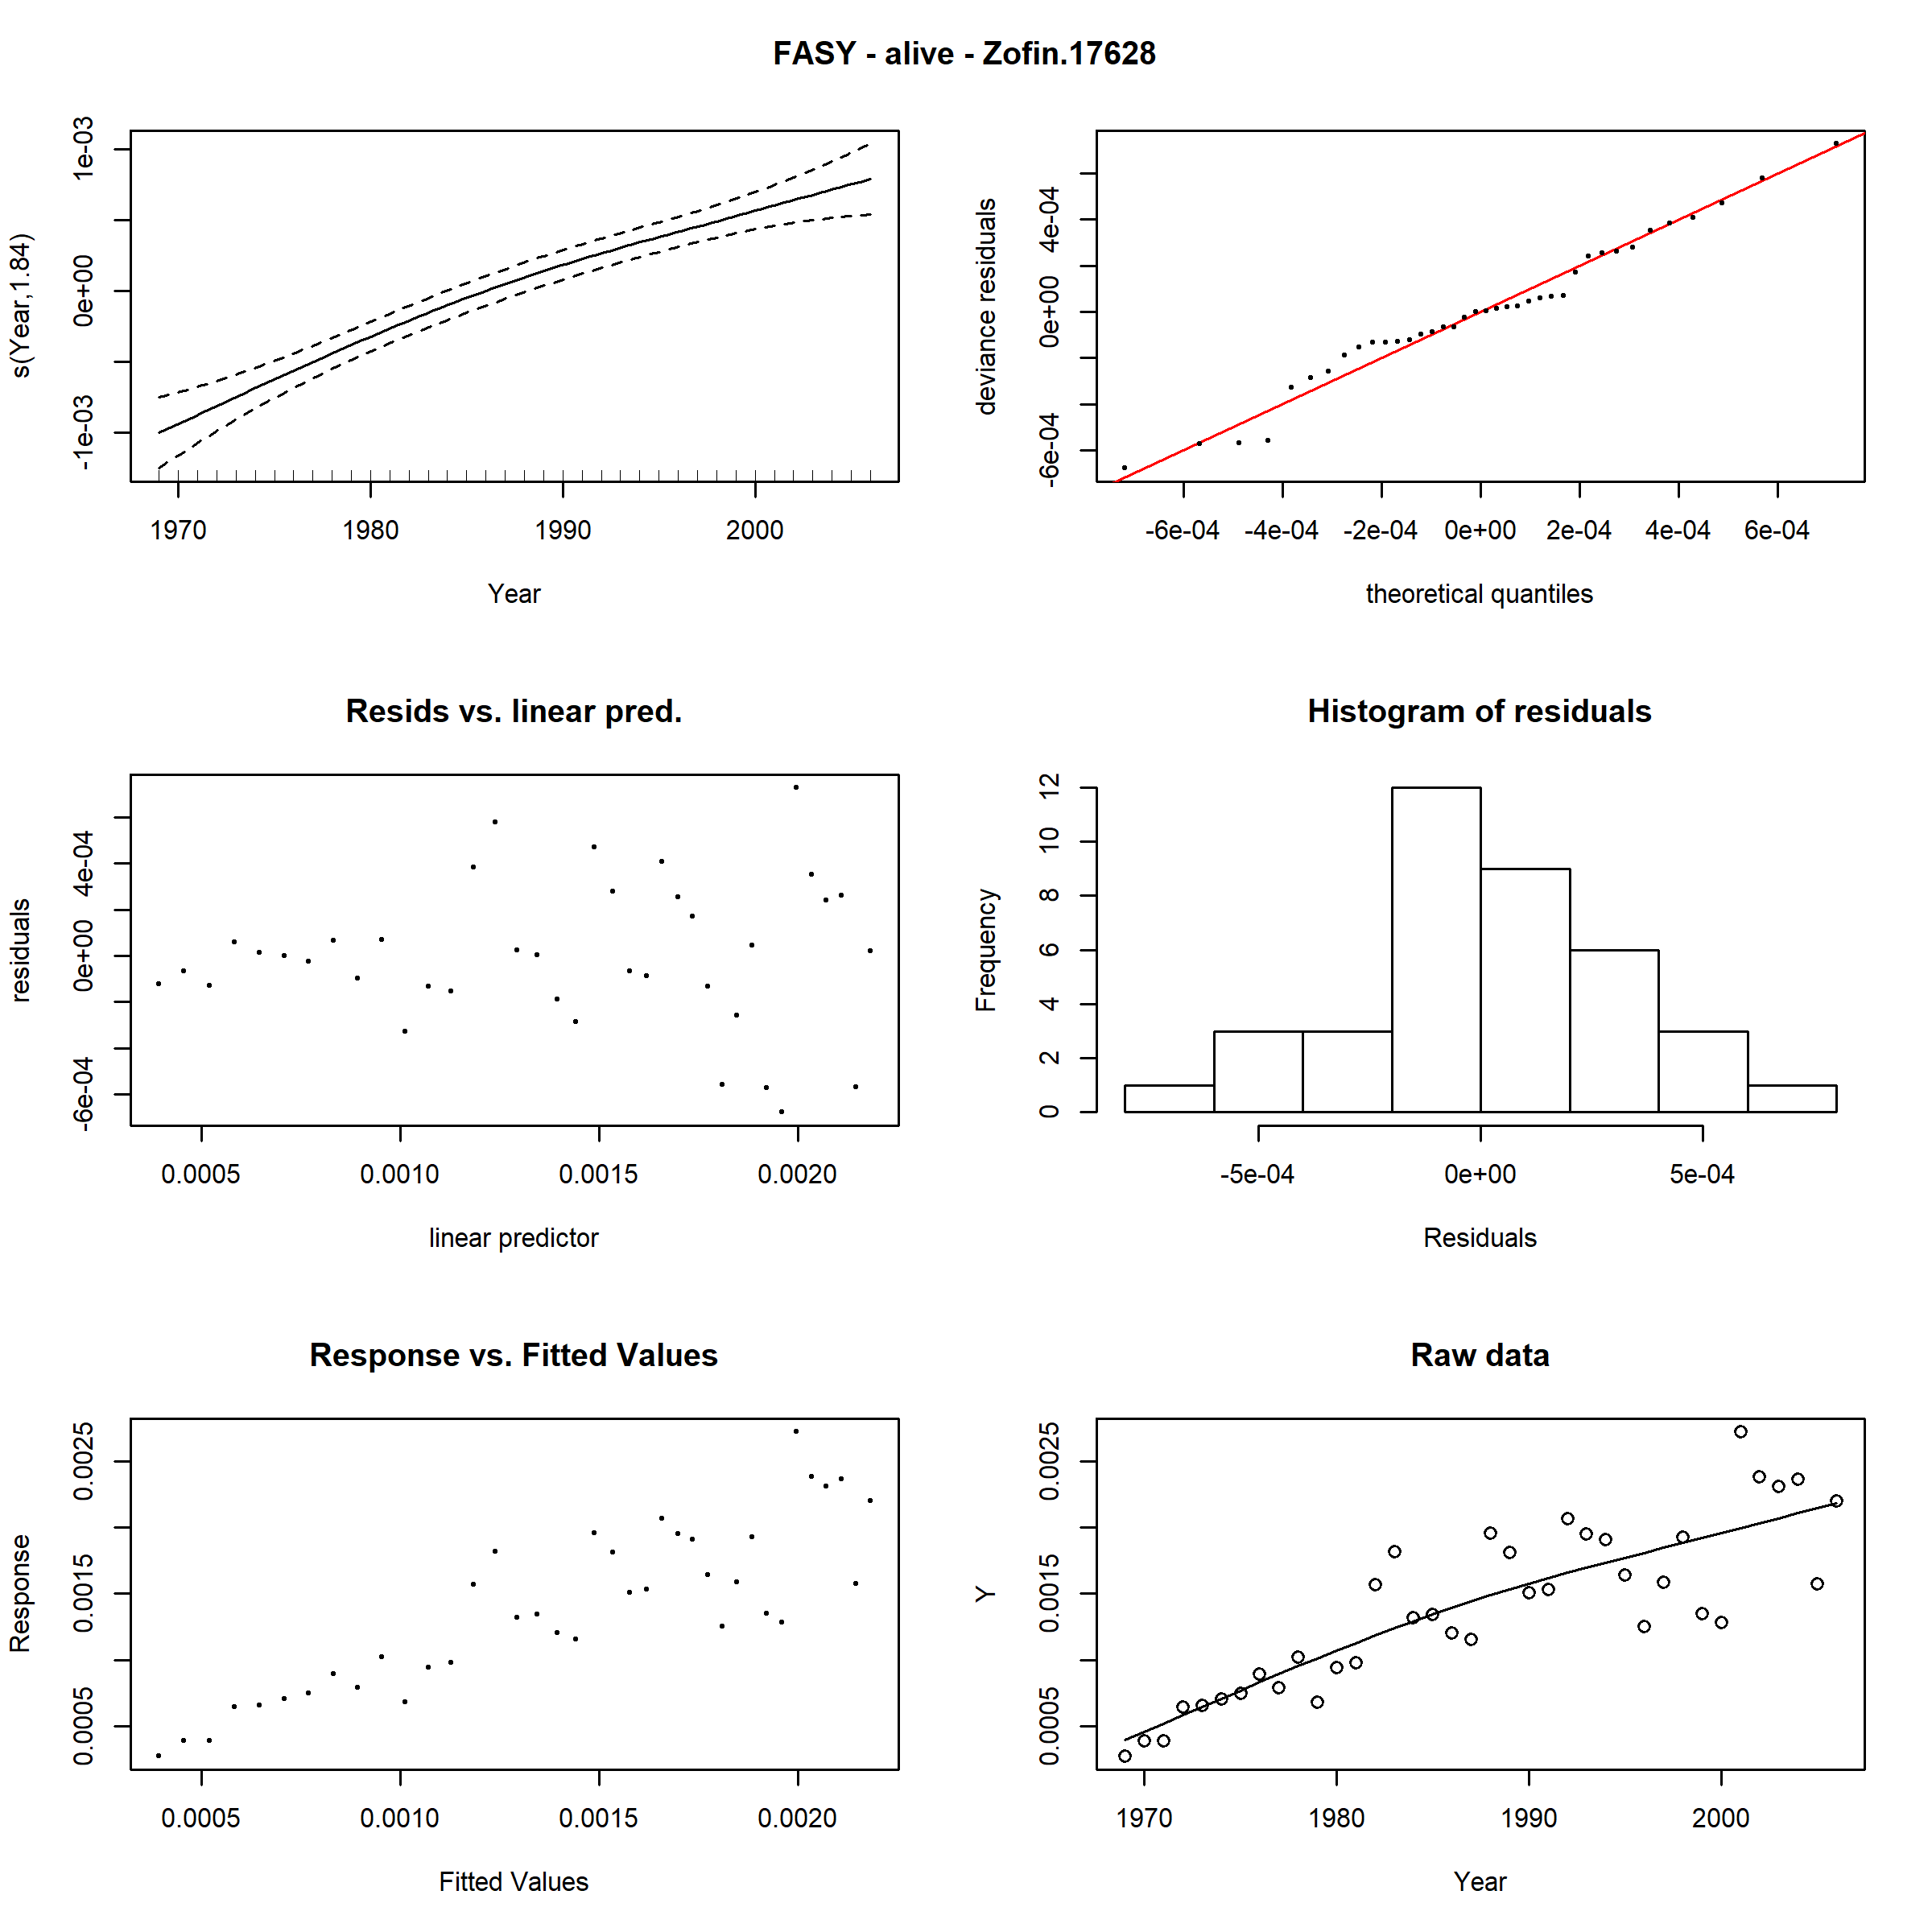 FASY - alive - Zofin.17628
s(Year,1.84)
-1e-03 0e+00 1e-03
1970 1980 1990 2000
Year
deviance residuals
-6e-04 0e+00 4e-04
-6e-04 -4e-04 -2e-04 0e+00 2e-04 4e-04 6e-04
theoretical quantiles
Resids vs. linear pred.
residuals
-6e-04 0e+00 4e-04
0.0005 0.0010 0.0015 0.0020
linear predictor
Histogram of residuals
Frequency
0 2 4 6 8 10 12
-5e-04 0e+00 5e-04
Residuals
Response vs. Fitted Values
Response
0.0005 0.0015 0.0025
0.0005 0.0010 0.0015 0.0020
Fitted Values
Raw data
Y
0.0005 0.0015 0.0025
1970 1980 1990 2000
Year